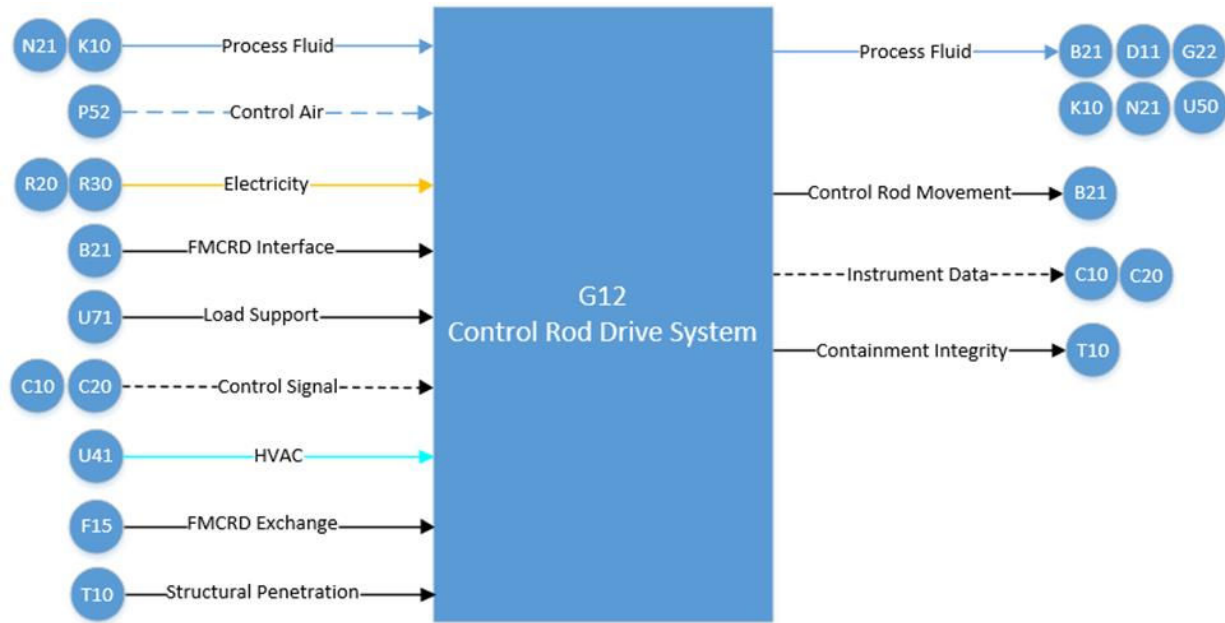 N21 K10 Process Fluid
P52 Control Air
R20 R30 Electricity
B21 FMCRD Interface
U71 Load Support
C10 C20 Control Signal
U41 HVAC
F15 FMCRD Exchange
T10 Structural Penetration
G12
Control Rod Drive System
Process Fluid B21 D11 G22
K10 N21 U50
Control Rod Movement B21
Instrument Data C10 C20
Containment Integrity T10